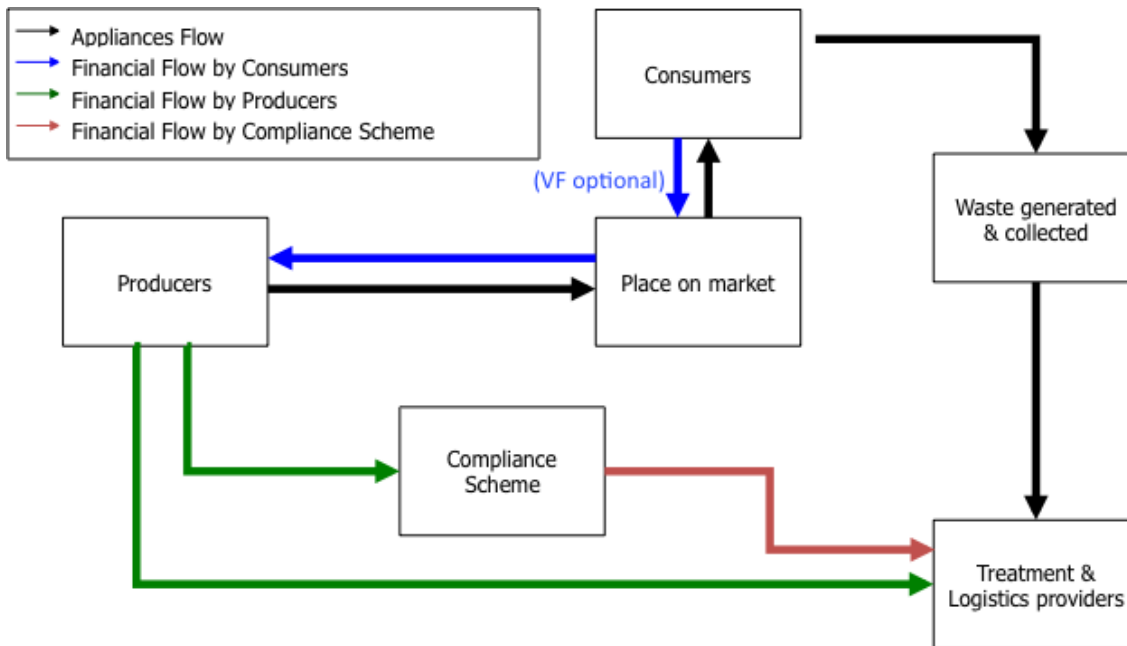 Appliances Flow
Financial Flow by Consumers
Financial Flow by Producers
Financial Flow by Compliance Scheme
Consumers
(VF optional)
Waste generated
& collected
Producers
Place on market
Compliance
Scheme
Treatment &
Logistics providers